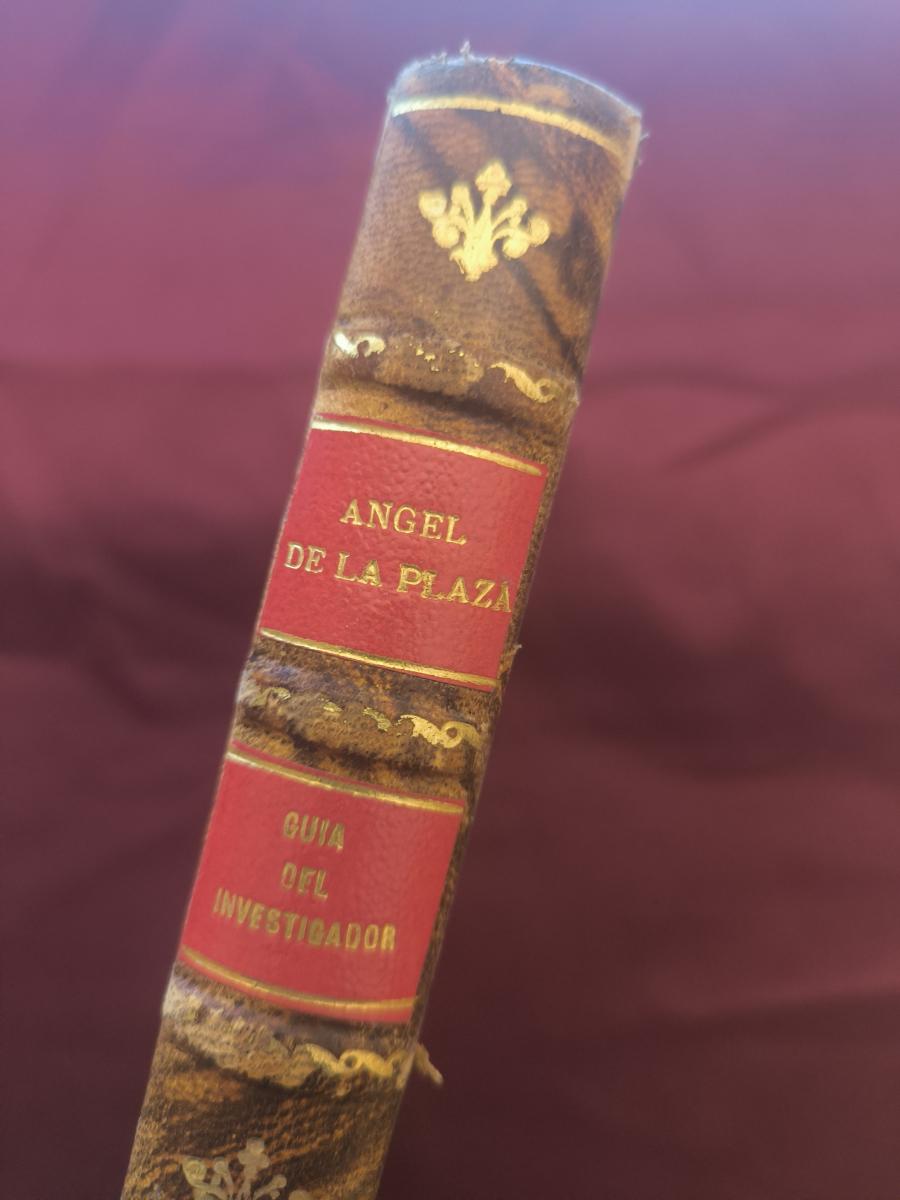 ANGEL
DE LA PLAZA
GUIA
DEL
INVESTIGADOR